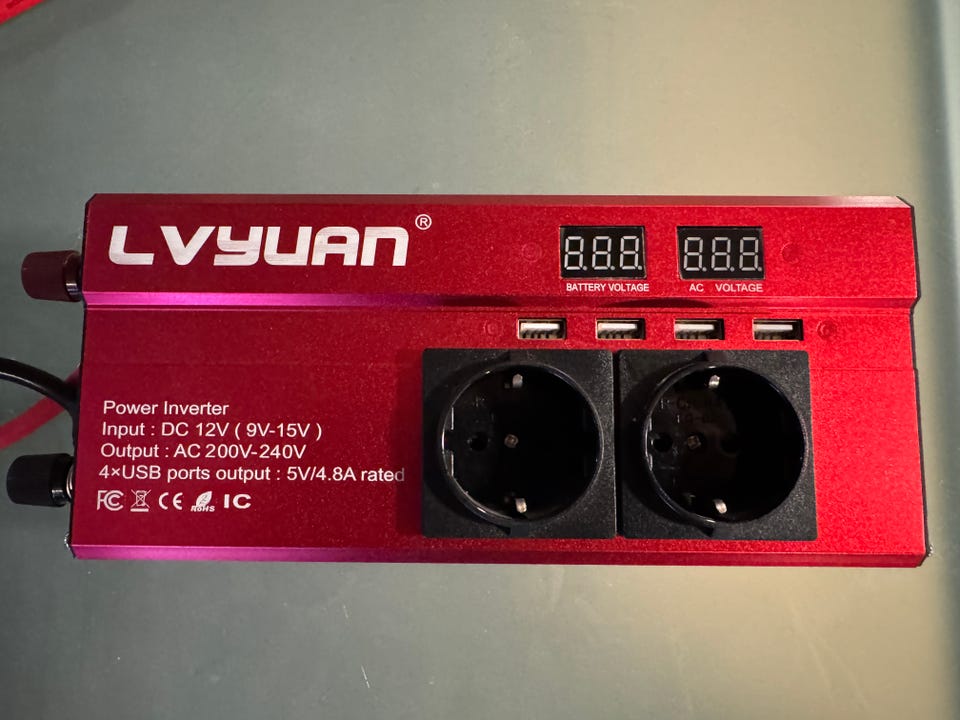 LVYUAN®
8.8.8.
8.8.8.
BATTERY VOLTAGE
AC VOLTAGE
Power Inverter
Input : DC 12V ( 9V-15V )
Output : AC 200V-240V
4×USB ports output : 5V/4.8A rated
FC CE RoHS IC